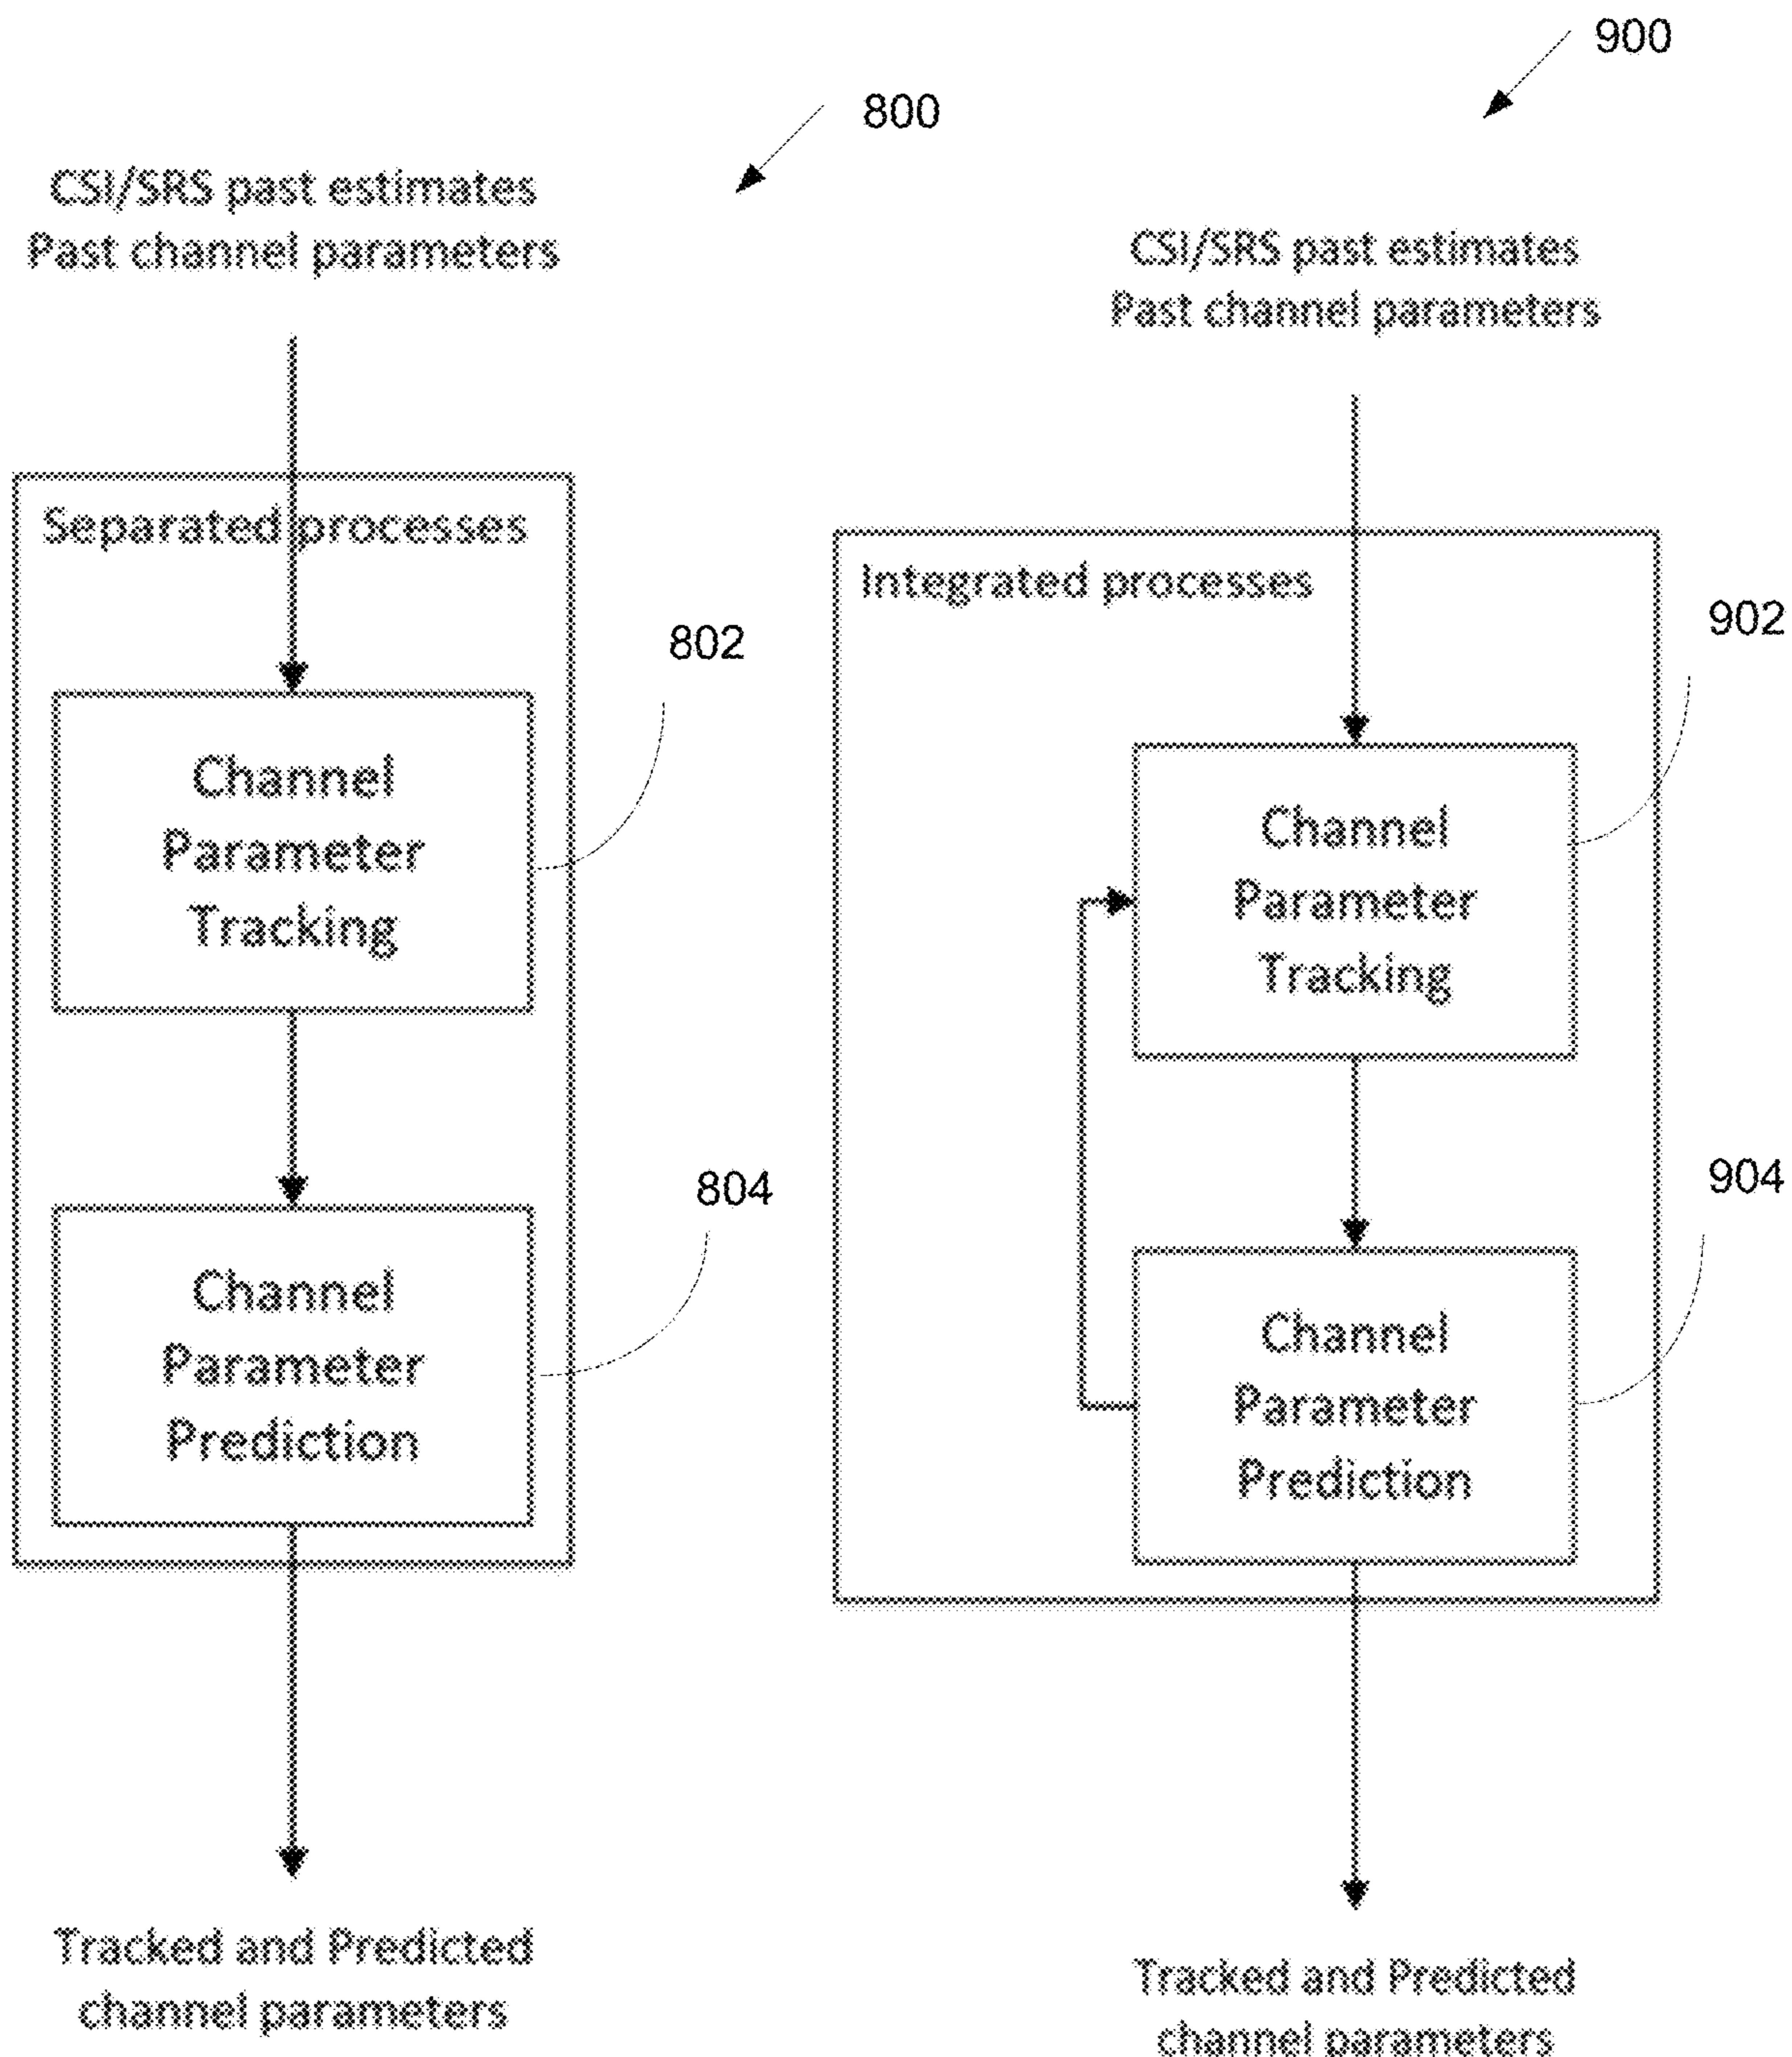 800
CSI/SRS past estimates
Past channel parameters
Separated processes
802
Channel
Parameter
Tracking
804
Channel
Parameter
Prediction
Tracked and Predicted
channel parameters
900
CSI/SRS past estimates
Past channel parameters
Integrated processes
902
Channel
Parameter
Tracking
904
Channel
Parameter
Prediction
Tracked and Predicted
channel parameters